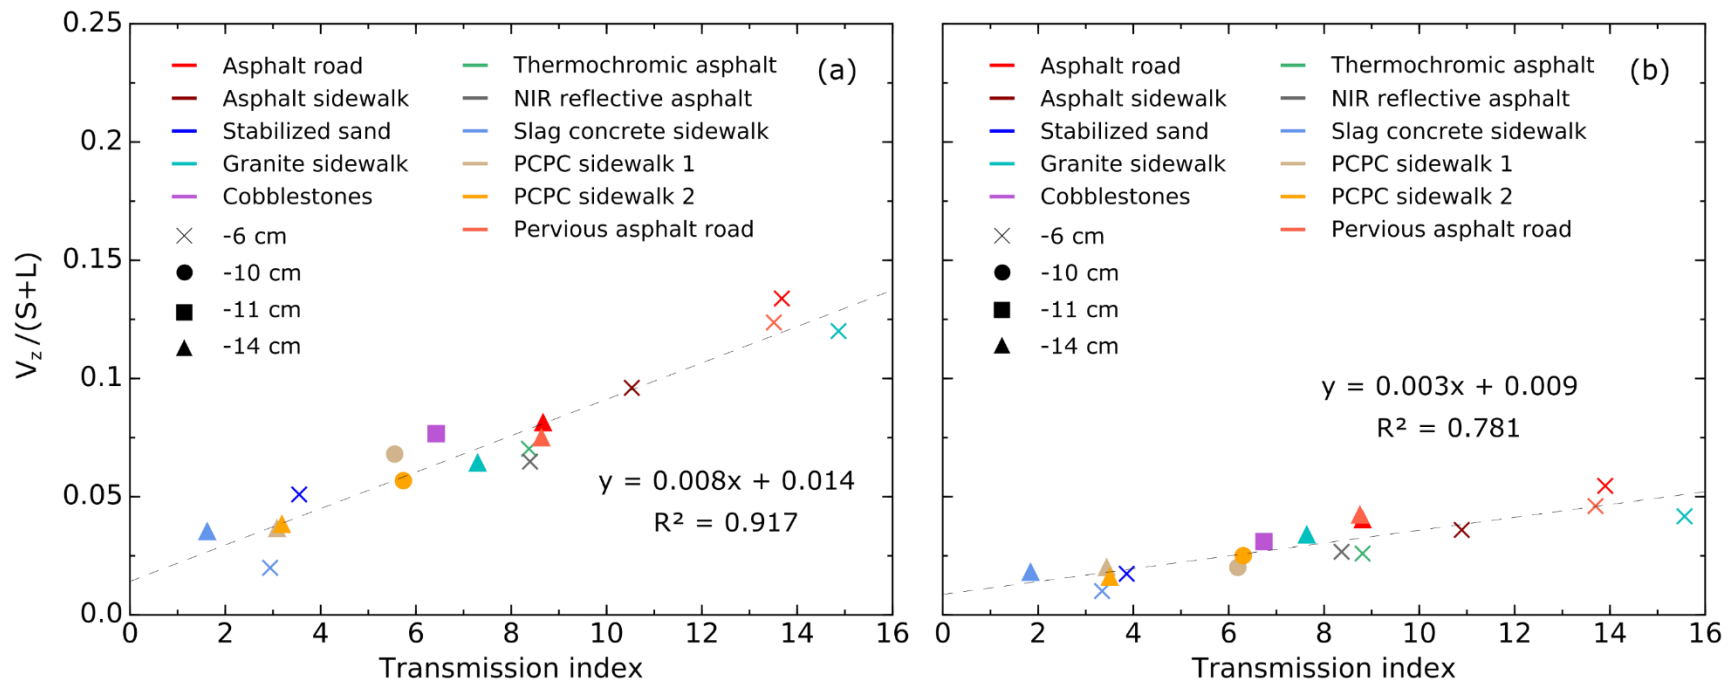 V_z/(S+L)
0.25
0.2
0.15
0.1
0.05
0.0
Asphalt road
Asphalt sidewalk
Stabilized sand
Granite sidewalk
Cobblestones
-6 cm
-10 cm
-11 cm
-14 cm
Thermochromic asphalt
NIR reflective asphalt
Slag concrete sidewalk
PCPC sidewalk 1
PCPC sidewalk 2
Pervious asphalt road
(a)
y = 0.008x + 0.014
R² = 0.917
0 2 4 6 8 10 12 14 16
Transmission index
Asphalt road
Asphalt sidewalk
Stabilized sand
Granite sidewalk
Cobblestones
-6 cm
-10 cm
-11 cm
-14 cm
Thermochromic asphalt
NIR reflective asphalt
Slag concrete sidewalk
PCPC sidewalk 1
PCPC sidewalk 2
Pervious asphalt road
(b)
y = 0.003x + 0.009
R² = 0.781
0 2 4 6 8 10 12 14 16
Transmission index